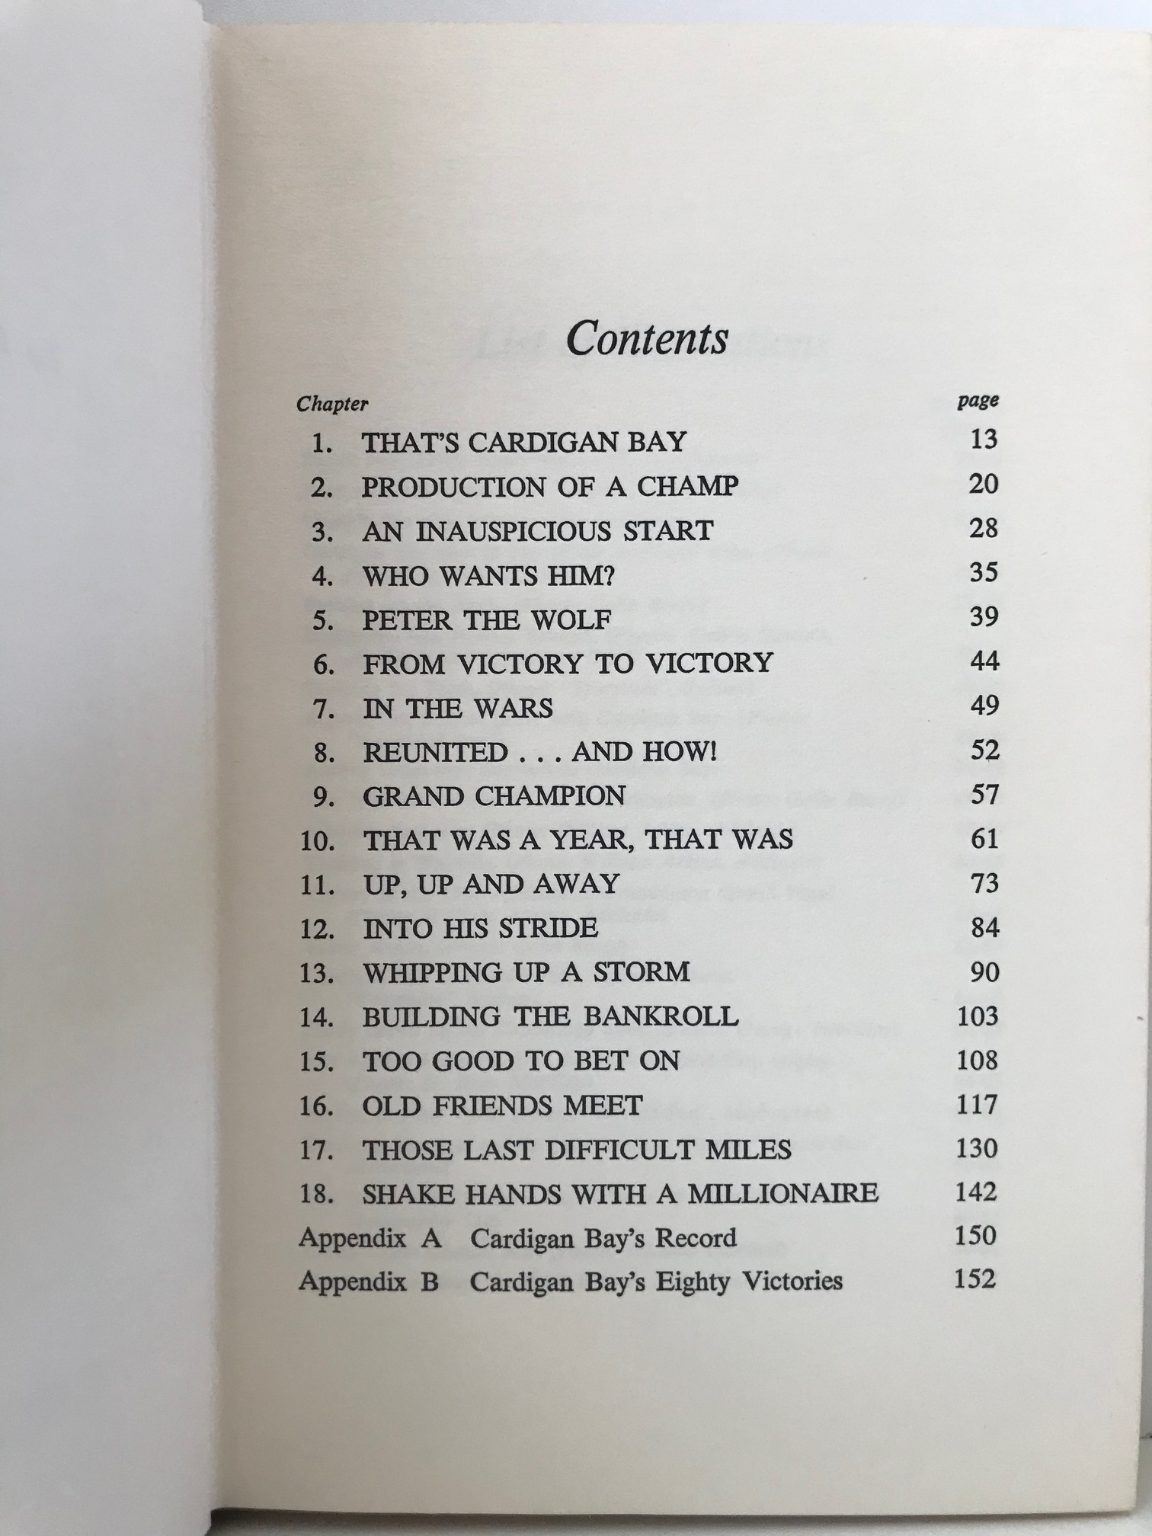 Contents
Chapter page
1. THAT'S CARDIGAN BAY 13
2. PRODUCTION OF A CHAMP 20
3. AN INAUSPICIOUS START 28
4. WHO WANTS HIM? 35
5. PETER THE WOLF 39
6. FROM VICTORY TO VICTORY 44
7. IN THE WARS 49
8. REUNITED . . . AND HOW! 52
9. GRAND CHAMPION 57
10. THAT WAS A YEAR, THAT WAS 61
11. UP, UP AND AWAY 73
12. INTO HIS STRIDE 84
13. WHIPPING UP A STORM 90
14. BUILDING THE BANKROLL 103
15. TOO GOOD TO BET ON 108
16. OLD FRIENDS MEET 117
17. THOSE LAST DIFFICULT MILES 130
18. SHAKE HANDS WITH A MILLIONAIRE 142
Appendix A Cardigan Bay's Record 150
Appendix B Cardigan Bay's Eighty Victories 152